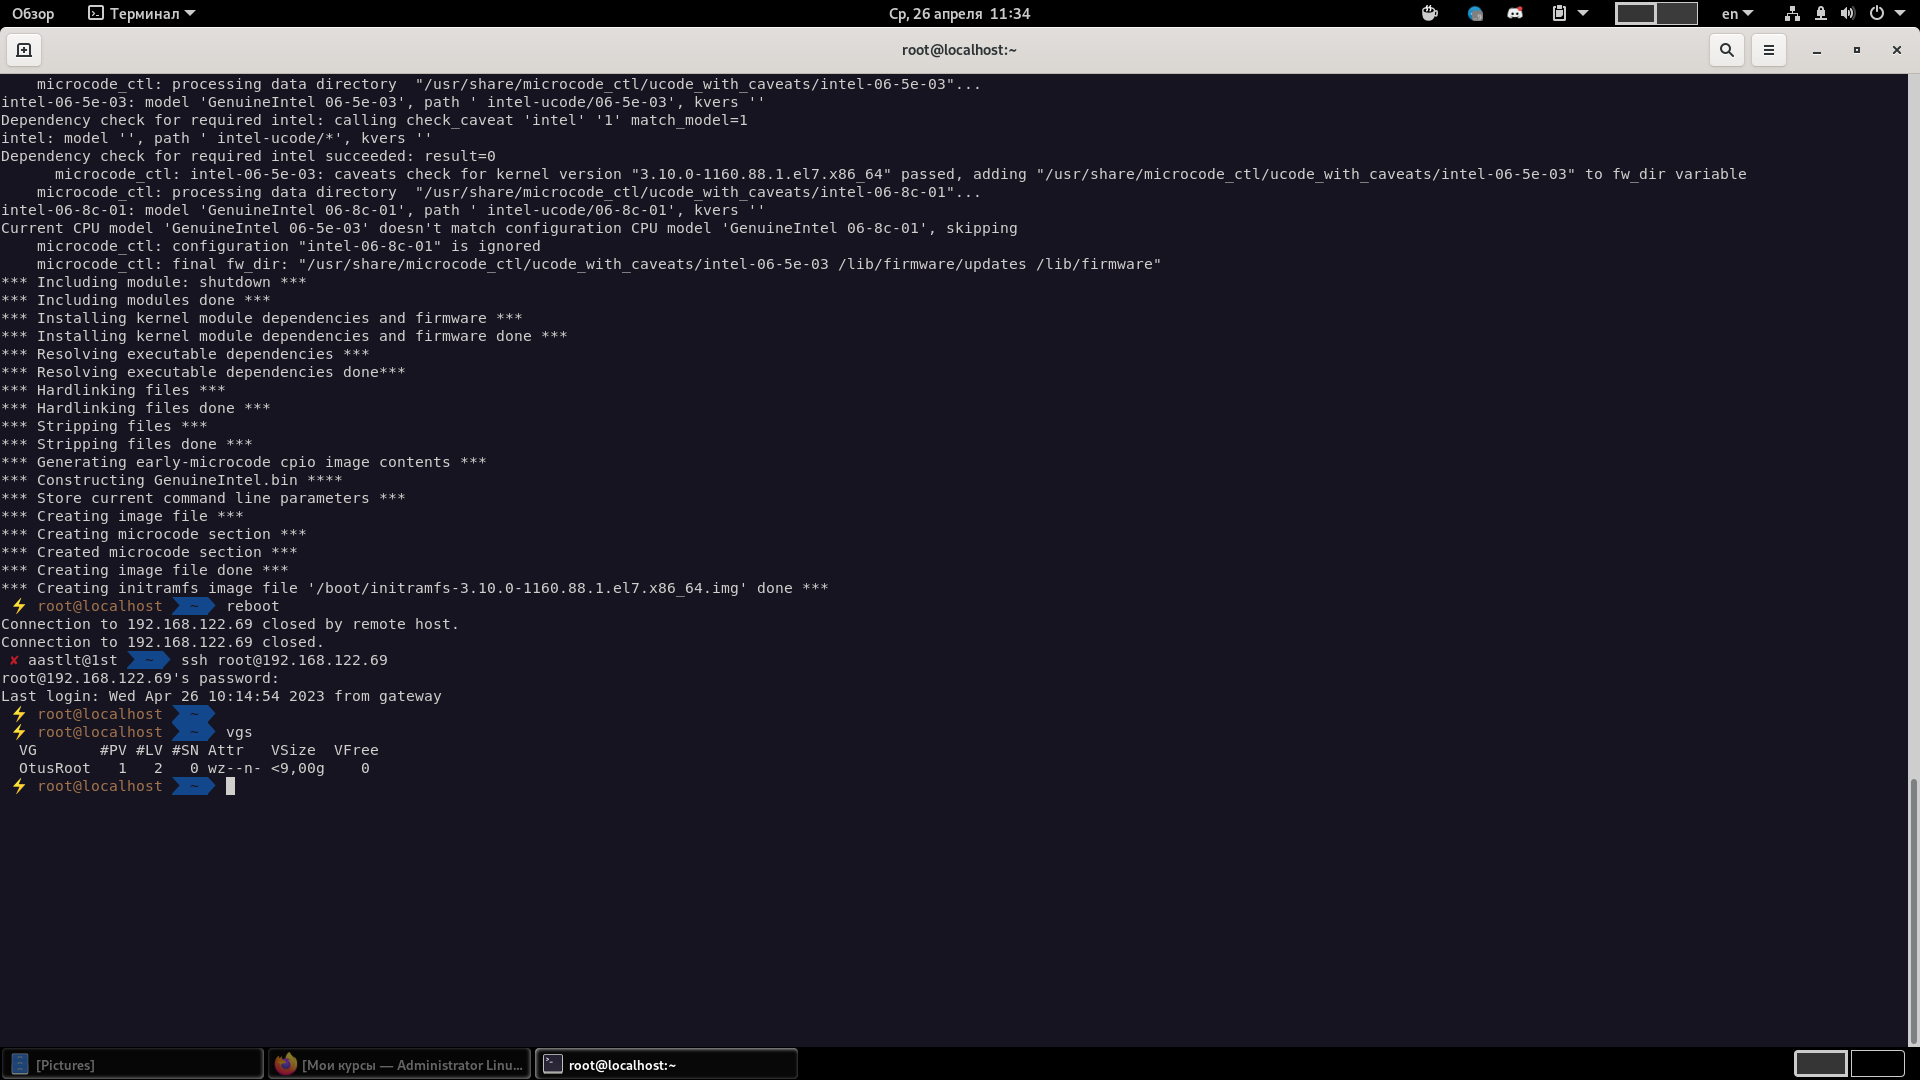 Обзор Терминал Ср, 26 апреля 11:34 en
root@localhost:~
microcode_ctl: processing data directory  "/usr/share/microcode_ctl/ucode_with_caveats/intel-06-5e-03"...
intel-06-5e-03: model 'GenuineIntel 06-5e-03', path ' intel-ucode/06-5e-03', kvers ''
Dependency check for required intel: calling check_caveat 'intel' '1' match_model=1
intel: model '', path ' intel-ucode/*', kvers ''
Dependency check for required intel succeeded: result=0
microcode_ctl: intel-06-5e-03: caveats check for kernel version "3.10.0-1160.88.1.el7.x86_64" passed, adding "/usr/share/microcode_ctl/ucode_with_caveats/intel-06-5e-03" to fw_dir variable
microcode_ctl: processing data directory  "/usr/share/microcode_ctl/ucode_with_caveats/intel-06-8c-01"...
intel-06-8c-01: model 'GenuineIntel 06-8c-01', path ' intel-ucode/06-8c-01', kvers ''
Current CPU model 'GenuineIntel 06-5e-03' doesn't match configuration CPU model 'GenuineIntel 06-8c-01', skipping
microcode_ctl: configuration "intel-06-8c-01" is ignored
microcode_ctl: final fw_dir: "/usr/share/microcode_ctl/ucode_with_caveats/intel-06-5e-03 /lib/firmware/updates /lib/firmware"
*** Including module: shutdown ***
*** Including modules done ***
*** Installing kernel module dependencies and firmware ***
*** Installing kernel module dependencies and firmware done ***
*** Resolving executable dependencies ***
*** Resolving executable dependencies done***
*** Hardlinking files ***
*** Hardlinking files done ***
*** Stripping files ***
*** Stripping files done ***
*** Generating early-microcode cpio image contents ***
*** Constructing GenuineIntel.bin ****
*** Store current command line parameters ***
*** Creating image file ***
*** Creating microcode section ***
*** Created microcode section ***
*** Creating image file done ***
*** Creating initramfs image file '/boot/initramfs-3.10.0-1160.88.1.el7.x86_64.img' done ***
⚡ root@localhost ~ reboot
Connection to 192.168.122.69 closed by remote host.
Connection to 192.168.122.69 closed.
✘ aastlt@1st ~ ssh root@192.168.122.69
root@192.168.122.69's password:
Last login: Wed Apr 26 10:14:54 2023 from gateway
⚡ root@localhost ~
⚡ root@localhost ~ vgs
VG       #PV #LV #SN Attr   VSize  VFree
OtusRoot   1   2   0 wz--n- <9,00g    0
⚡ root@localhost ~
[Pictures] [Мои курсы — Administrator Linu... root@localhost:~